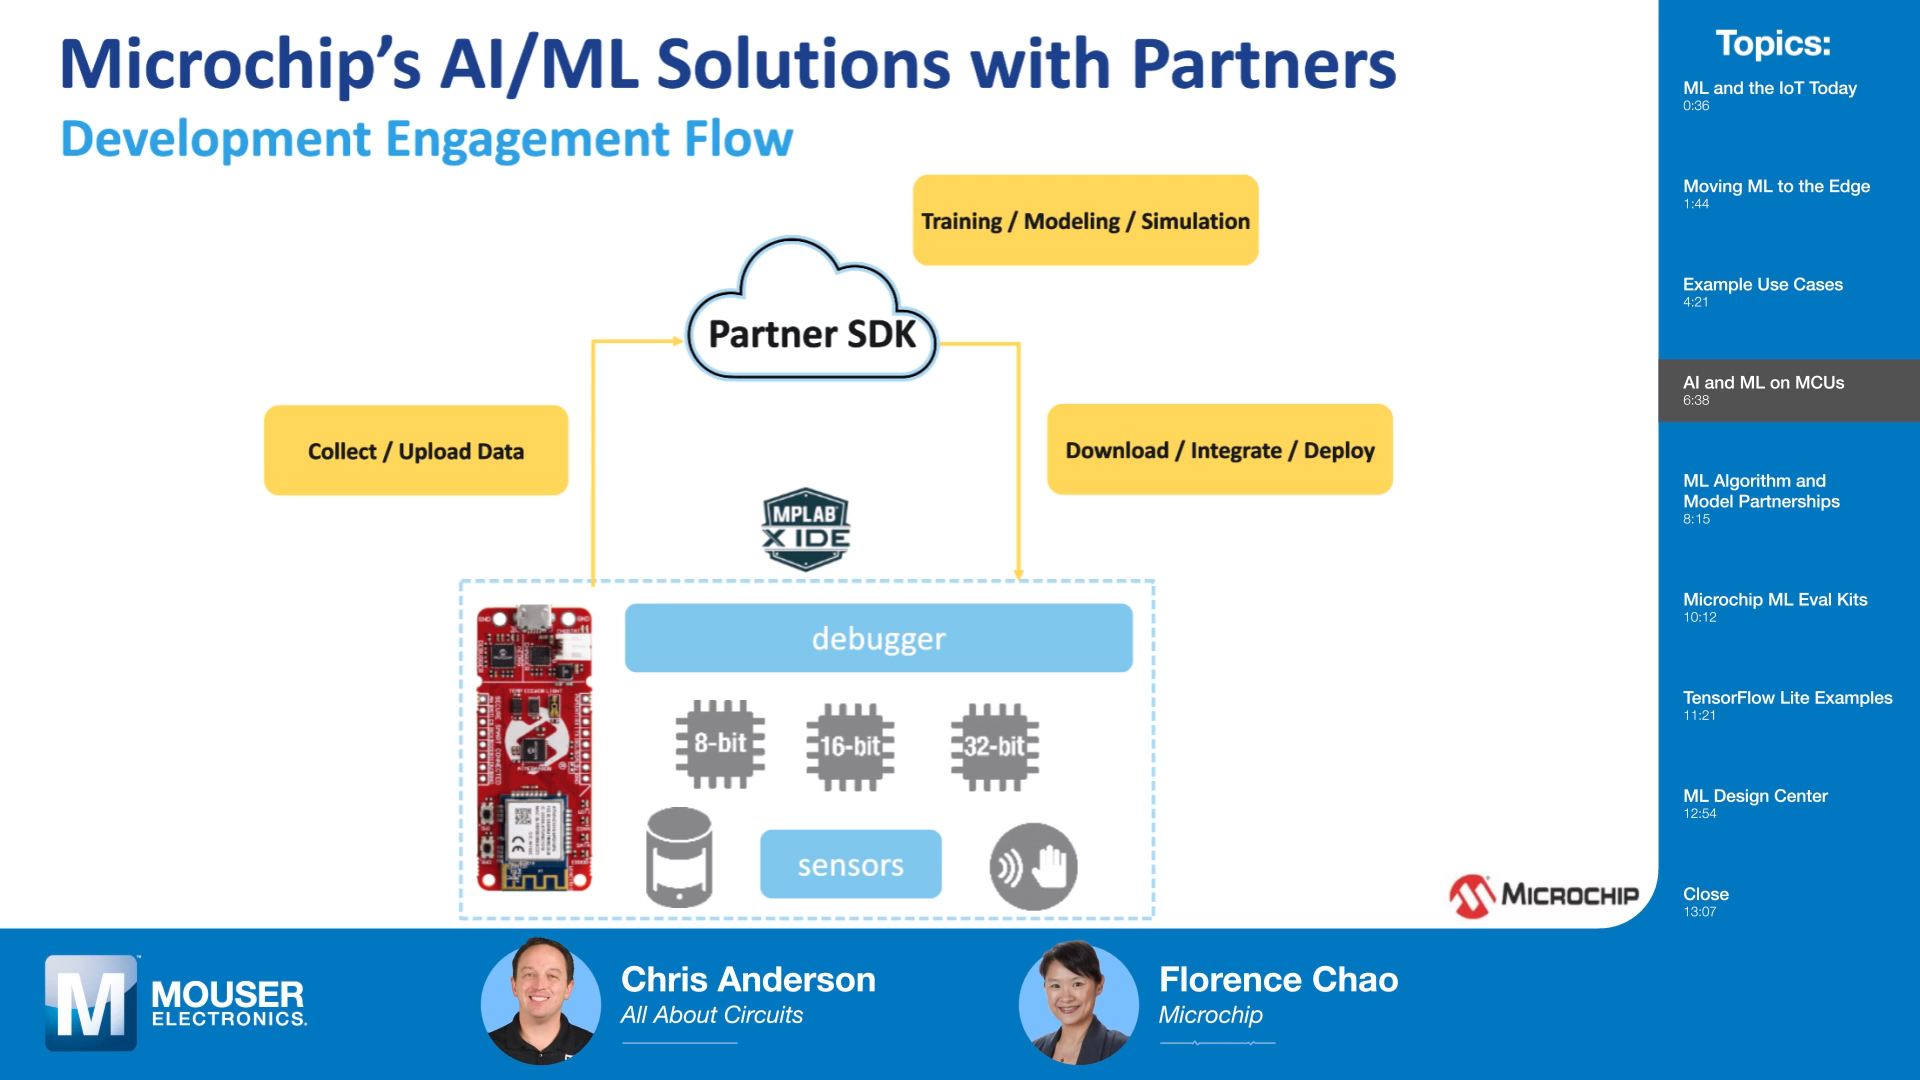 Microchip's AI/ML Solutions with Partners
Development Engagement Flow
Training / Modeling / Simulation
Partner SDK
Collect / Upload Data
Download / Integrate / Deploy
MPLAB
X IDE
debugger
8-bit
16-bit
32-bit
sensors
MICROCHIP
Topics:
ML and the IoT Today
0:36
Moving ML to the Edge
1:44
Example Use Cases
4:21
AI and ML on MCUs
6:38
ML Algorithm and
Model Partnerships
8:15
Microchip ML Eval Kits
10:12
TensorFlow Lite Examples
11:21
ML Design Center
12:54
Close
13:07
M
MOUSER
ELECTRONICS.
Chris Anderson
All About Circuits
Florence Chao
Microchip